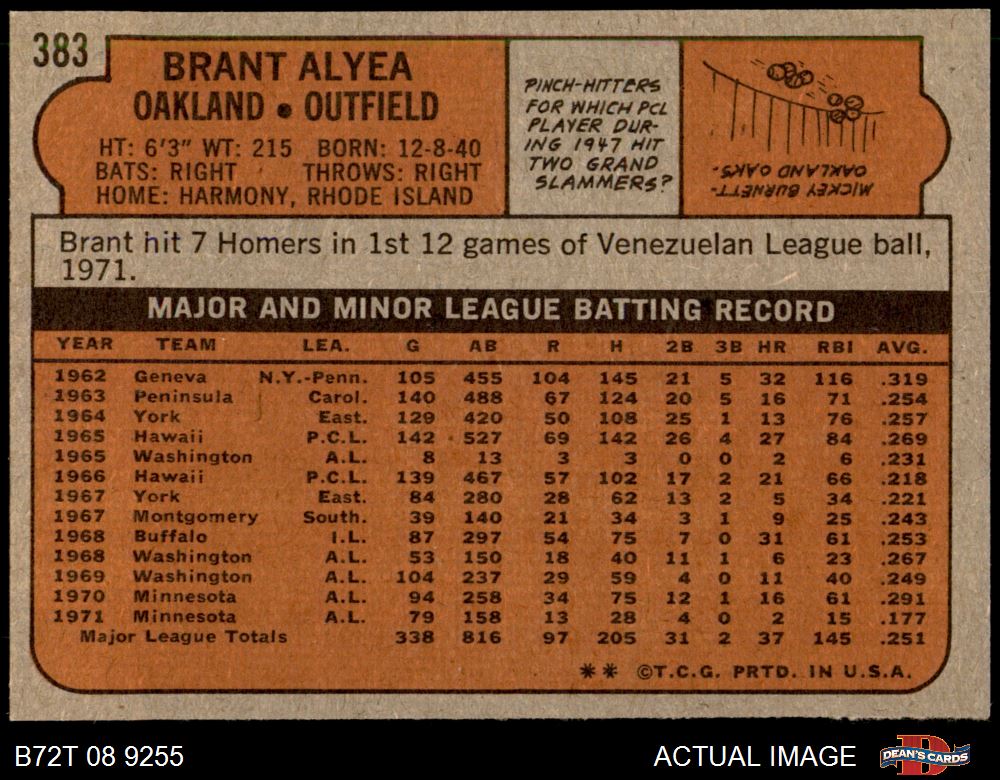 383
BRANT ALYEA
OAKLAND • OUTFIELD
HT: 6'3" WT: 215 BORN: 12-8-40
BATS: RIGHT THROWS: RIGHT
HOME: HARMONY, RHODE ISLAND
PINCH-HITTERS
FOR WHICH PCL
PLAYER DUR-
ING 1947 HIT
TWO GRAND
SLAMMERS?
MICKEY BURNETT-
OAKLAND OAKS.
Brant hit 7 Homers in 1st 12 games of Venezuelan League ball,
1971.
MAJOR AND MINOR LEAGUE BATTING RECORD
YEAR TEAM LEA. G AB R H 2B 3B HR RBI AVG.
1962 Geneva N.Y.-Penn. 105 455 104 145 21 5 32 116 .319
1963 Peninsula Carol. 140 488 67 124 20 5 16 71 .254
1964 York East. 129 420 50 108 25 1 13 76 .257
1965 Hawaii P.C.L. 142 527 69 142 26 4 27 84 .269
1965 Washington A.L. 8 13 3 3 0 0 2 6 .231
1966 Hawaii P.C.L. 139 467 57 102 17 2 21 66 .218
1967 York East. 84 280 28 62 13 2 5 34 .221
1967 Montgomery South. 39 140 21 34 3 1 9 25 .243
1968 Buffalo I.L. 87 297 54 75 7 0 31 61 .253
1968 Washington A.L. 53 150 18 40 11 1 6 23 .267
1969 Washington A.L. 104 237 29 59 4 0 11 40 .249
1970 Minnesota A.L. 94 258 34 75 12 1 16 61 .291
1971 Minnesota A.L. 79 158 13 28 4 0 2 15 .177
Major League Totals 338 816 97 205 31 2 37 145 .251
** ©T.C.G. PRTD. IN U.S.A.
B72T 08 9255
ACTUAL IMAGE
DEAN'S CARDS